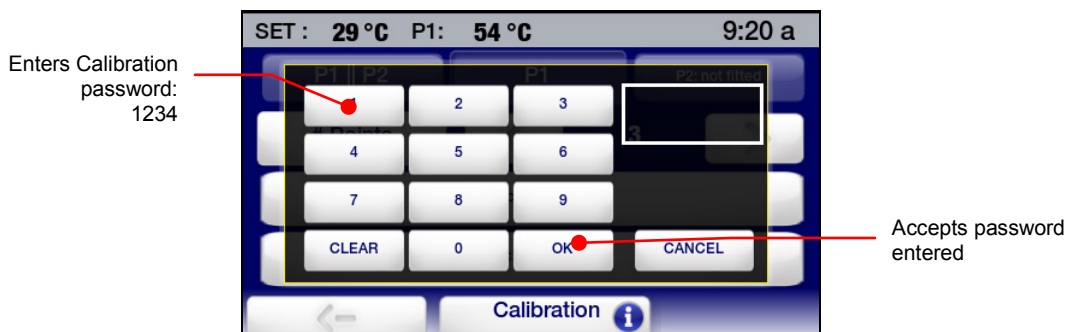 SET : 29 °C P1: 54 °C 9:20 a
Enters Calibration
password:
1234
P1 || P2 P1 P2: not fitted
1 2 3
# Points 3
4 5 6
7 8 9
CLEAR 0 OK CANCEL
Accepts password
entered
Calibration i